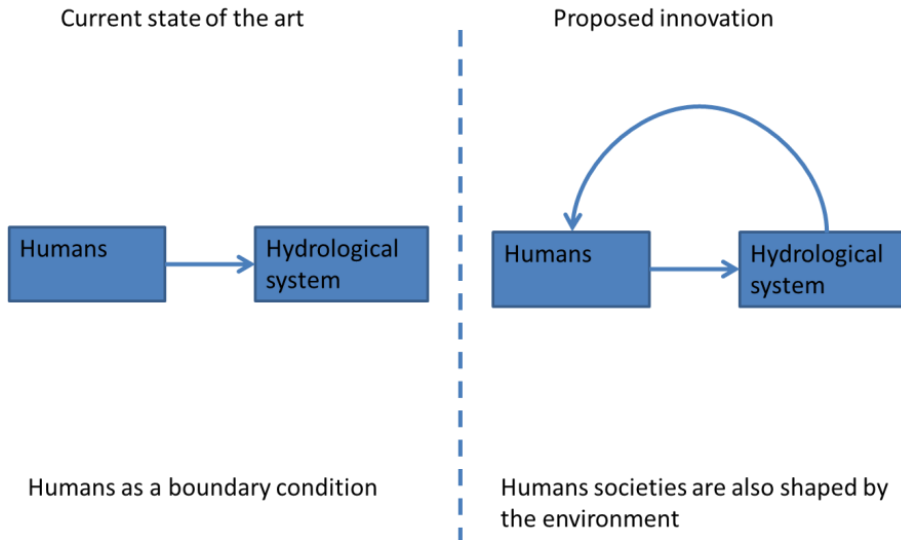 Current state of the art
Proposed innovation
Humans
Hydrological
system
Humans
Hydrological
system
Humans as a boundary condition
Humans societies are also shaped by
the environment